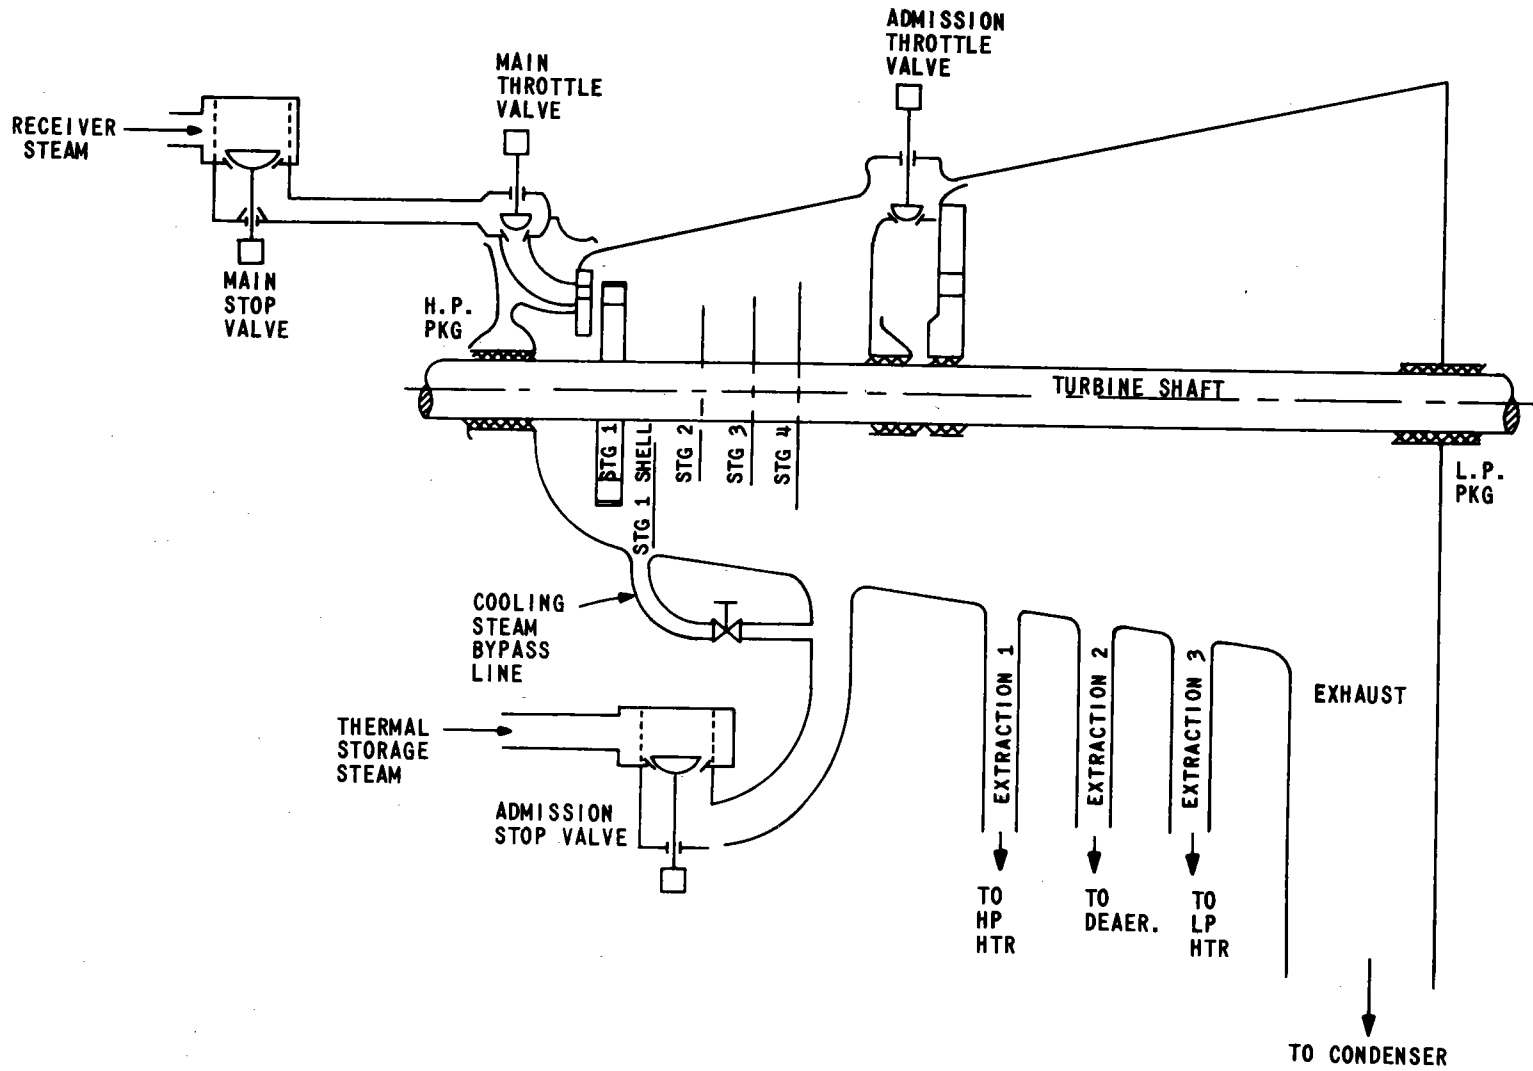 ADMISSION
THROTTLE
VALVE
MAIN
THROTTLE
VALVE
RECEIVER
STEAM
MAIN
STOP
VALVE
H.P.
PKG
TURBINE SHAFT
STG 1
STG 1 SHELL
STG 2
STG 3
STG 4
L.P.
PKG
COOLING
STEAM
BYPASS
LINE
THERMAL
STORAGE
STEAM
ADMISSION
STOP VALVE
EXTRACTION 1
EXTRACTION 2
EXTRACTION 3
EXHAUST
TO
HP
HTR
TO
DEAER.
TO
LP
HTR
TO CONDENSER